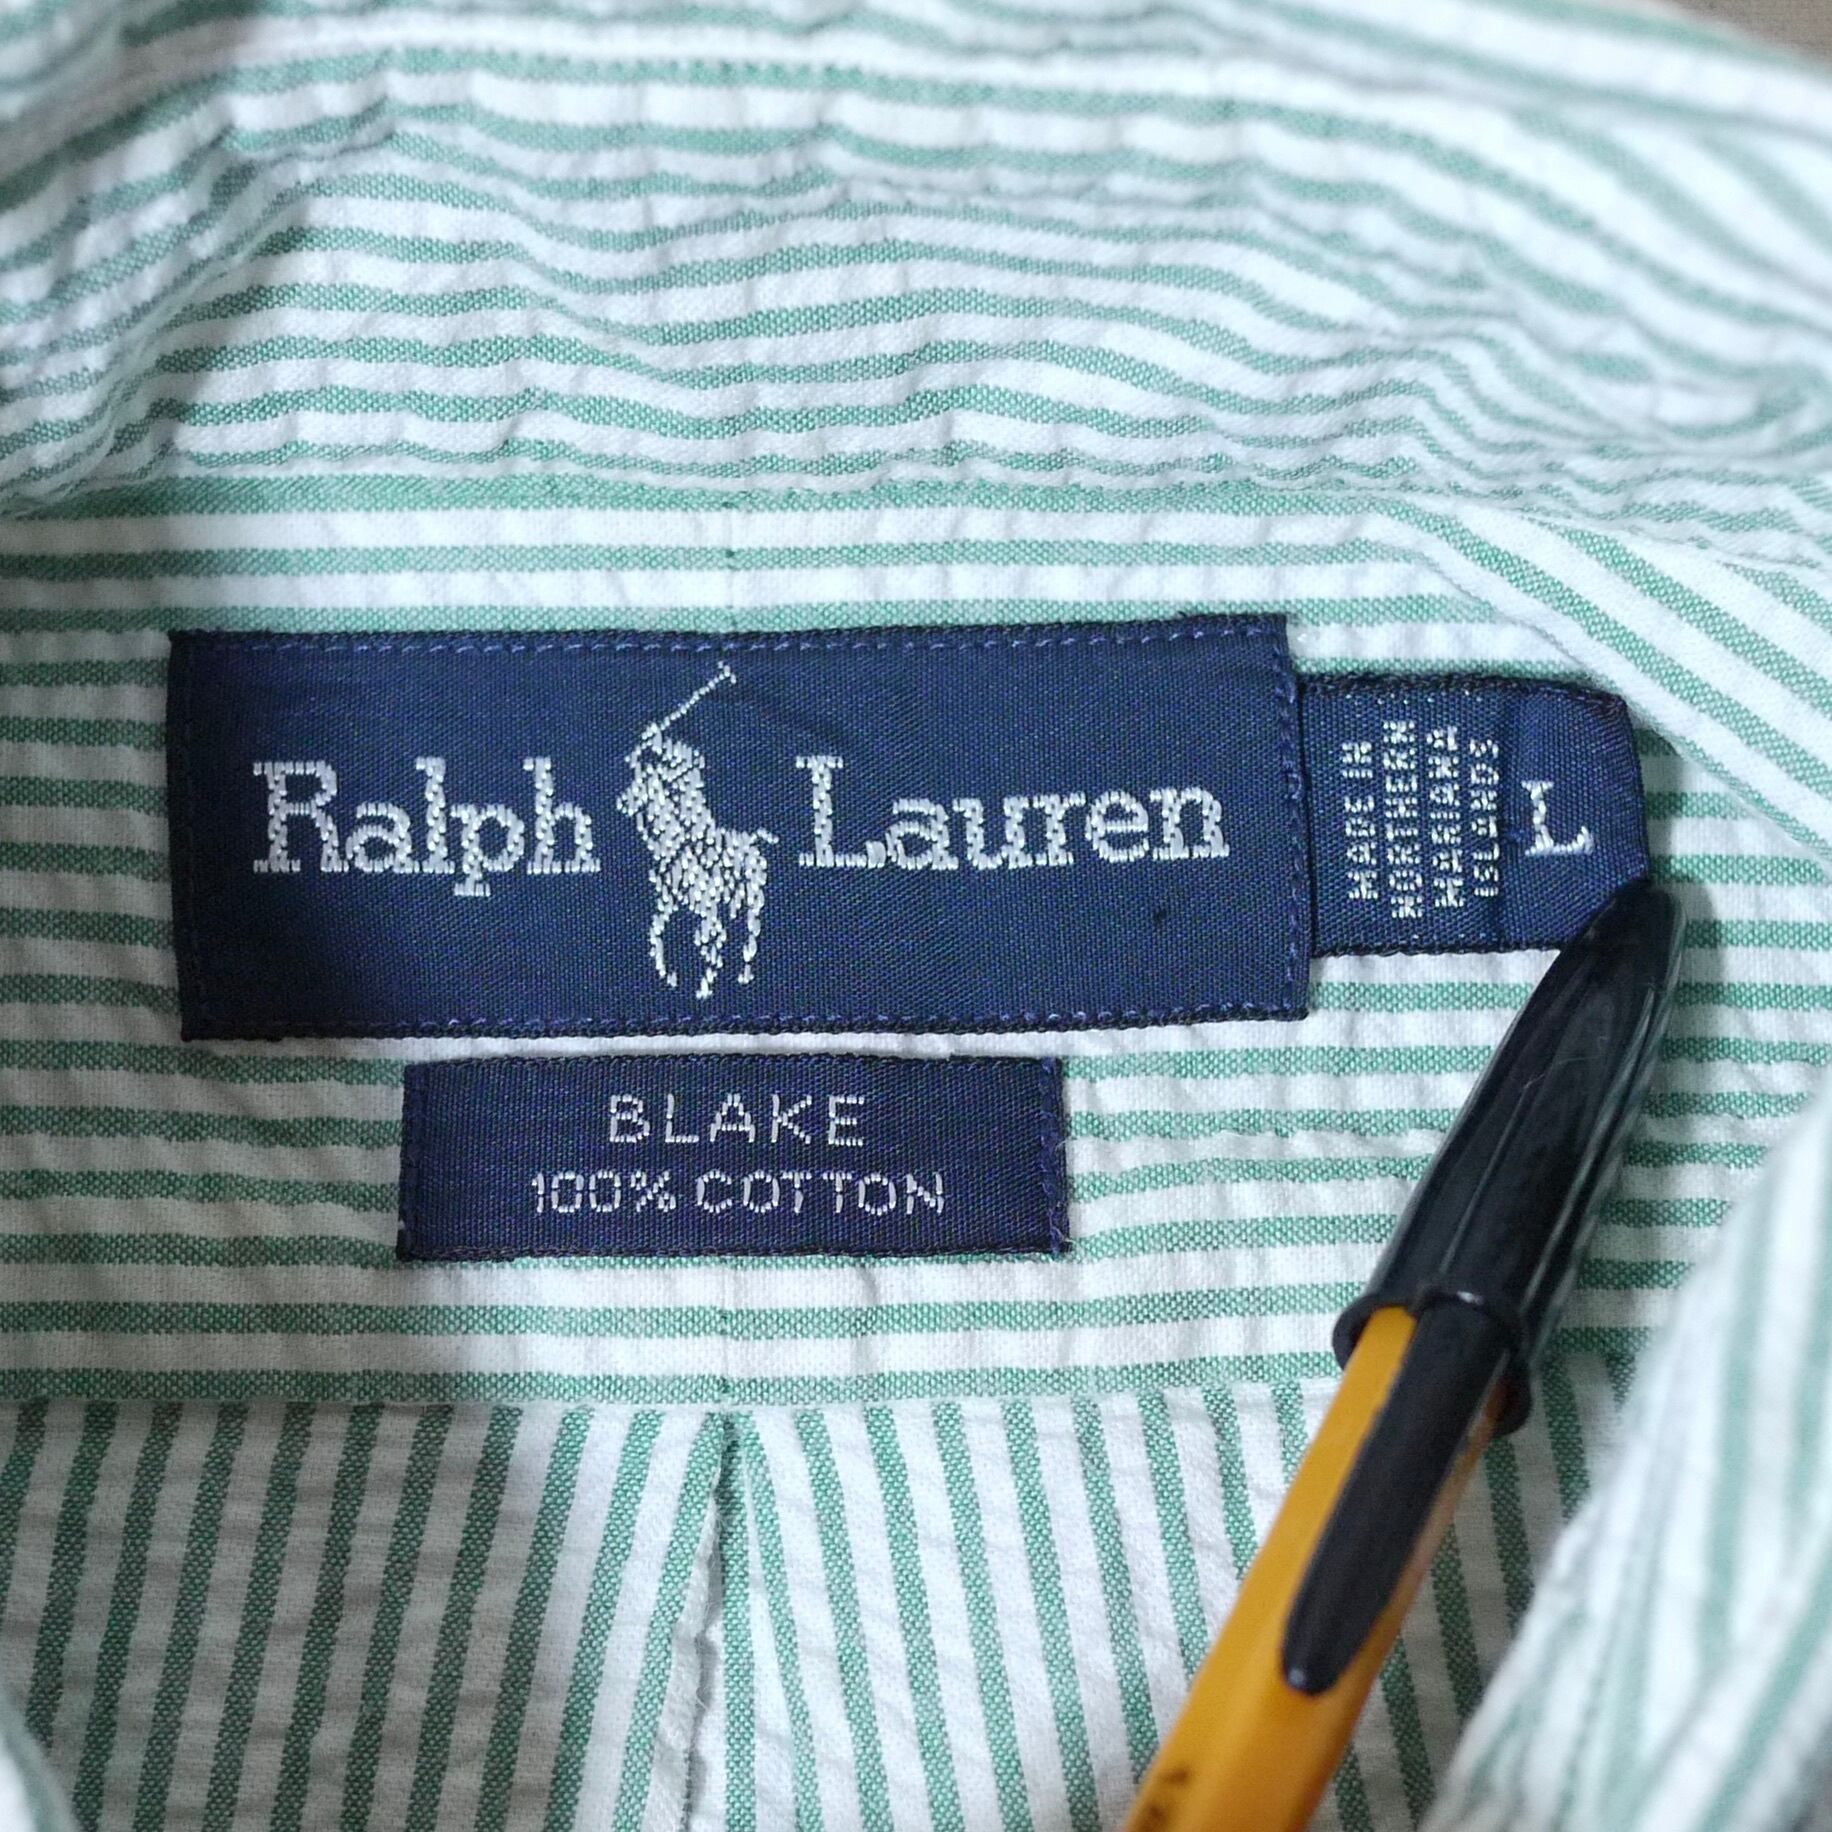 Ralph Lauren
MADE IN
NORTHERN
MARIANA
ISLANDS
L
BLAKE
100% COTTON